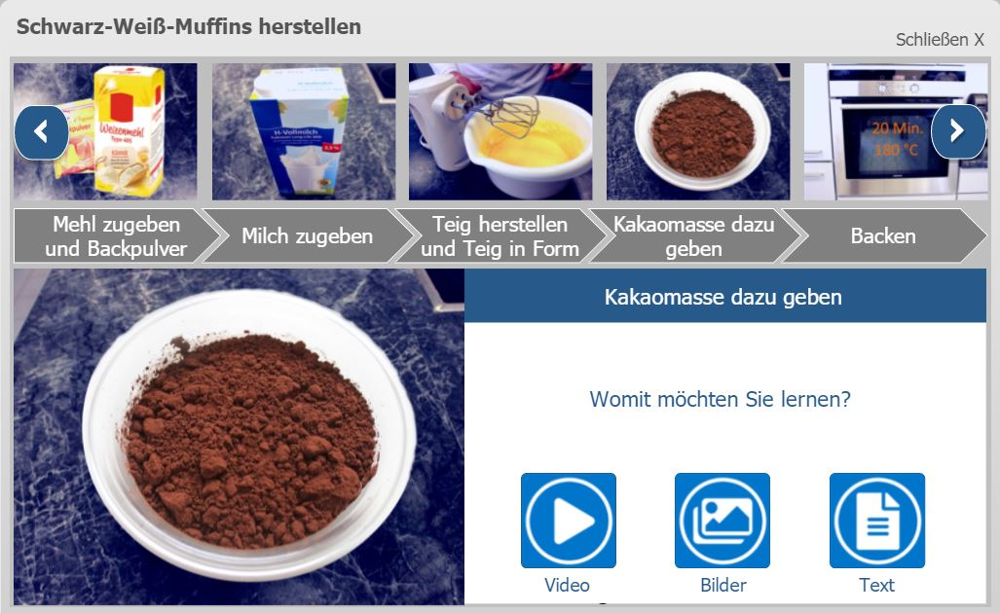 Schwarz-Weiß-Muffins herstellen
Schließen X
Weizenmehl
Type 405
H-Vollmilch
3,5 %
20 Min.
180 °C
Mehl zugeben
und Backpulver
Milch zugeben
Teig herstellen
und Teig in Form
Kakaomasse dazu
geben
Backen
Kakaomasse dazu geben
Womit möchten Sie lernen?
Video
Bilder
Text